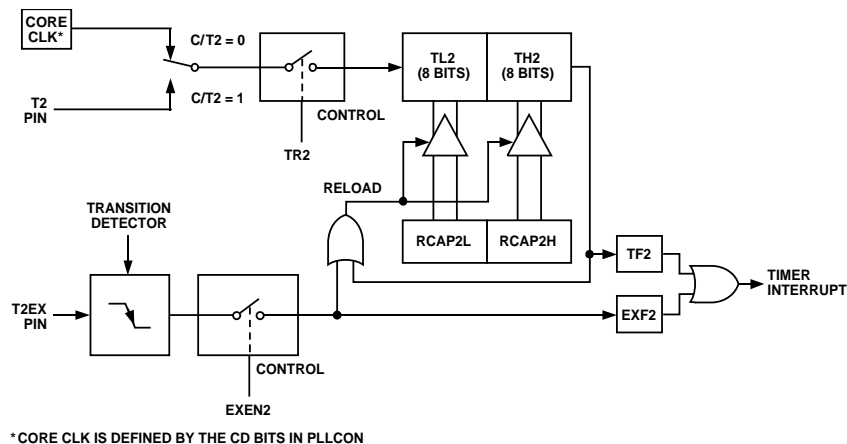 CORE
CLK*
C/T2 = 0
C/T2 = 1
T2
PIN
CONTROL
TR2
TL2
(8 BITS)
TH2
(8 BITS)
RELOAD
RCAP2L
RCAP2H
TRANSITION
DETECTOR
T2EX
PIN
CONTROL
EXEN2
TF2
EXF2
TIMER
INTERRUPT
*CORE CLK IS DEFINED BY THE CD BITS IN PLLCON